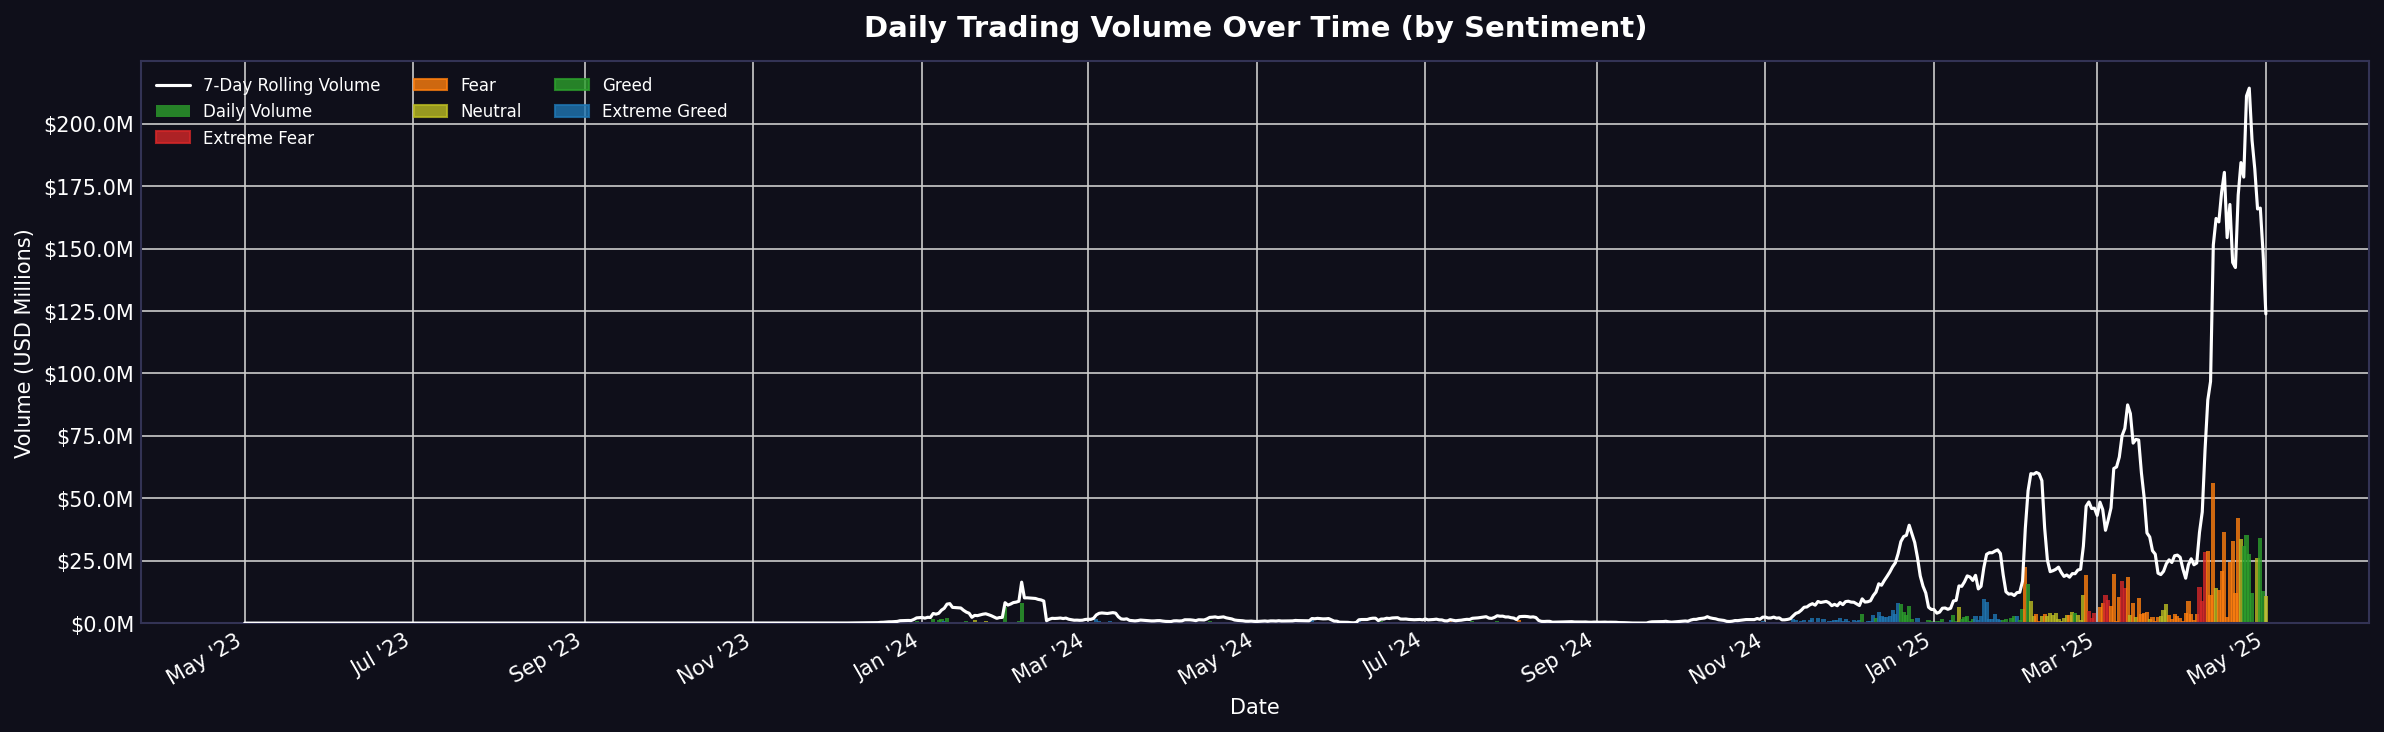 Daily Trading Volume Over Time (by Sentiment)
7-Day Rolling Volume
Daily Volume
Extreme Fear
Fear
Neutral
Greed
Extreme Greed
Volume (USD Millions)
$200.0M
$175.0M
$150.0M
$125.0M
$100.0M
$75.0M
$50.0M
$25.0M
$0.0M
May '23
Jul '23
Sep '23
Nov '23
Jan '24
Mar '24
May '24
Jul '24
Sep '24
Nov '24
Jan '25
Mar '25
May '25
Date